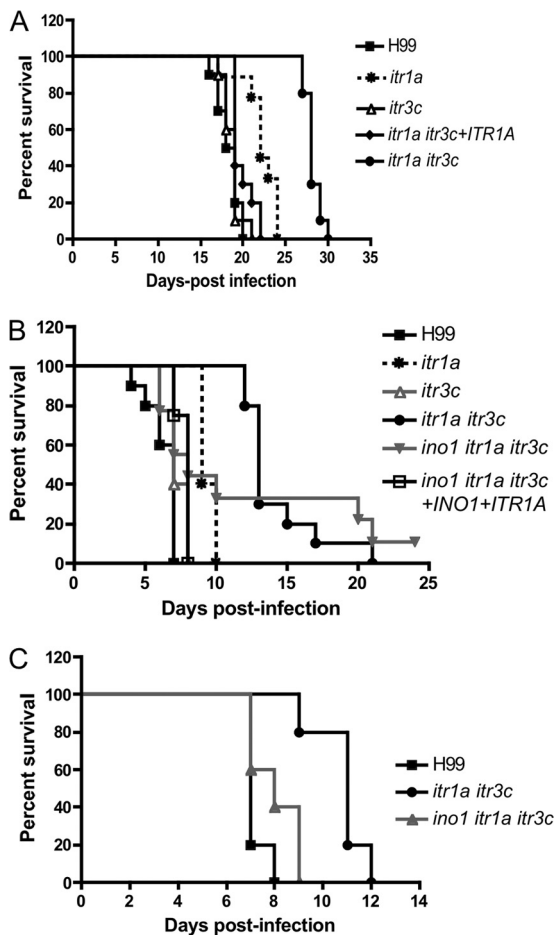 A
120
100
80
60
40
20
0
Percent survival
0 5 10 15 20 25 30 35
Days-post infection
H99
itr1a
itr3c
itr1a itr3c+ITR1A
itr1a itr3c
B
120
100
80
60
40
20
0
Percent survival
0 5 10 15 20 25
Days post-infection
H99
itr1a
itr3c
itr1a itr3c
ino1 itr1a itr3c
ino1 itr1a itr3c
+INO1+ITR1A
C
120
100
80
60
40
20
0
Percent survival
0 2 4 6 8 10 12 14
Days post-infection
H99
itr1a itr3c
ino1 itr1a itr3c